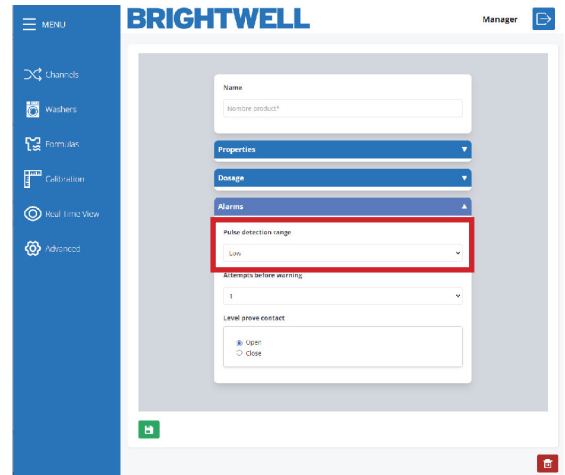 MENU
BRIGHTWELL
Manager
Channels
Washers
Formulas
Calibration
Real Time View
Advanced
Name
Nombre product*
Properties
Dosage
Alarms
Pulse detection range
Low
Attempts before warning
1
Level prove contact
Open
Close